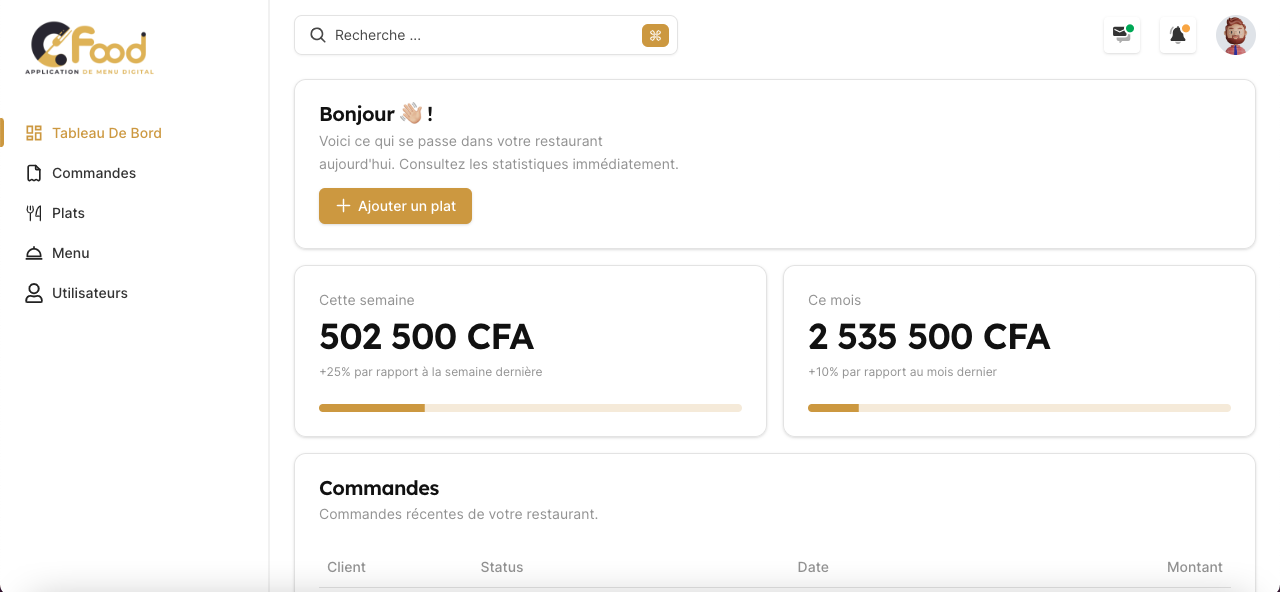 Food
APPLICATION DE MENU DIGITAL
Recherche ...
⌘
Tableau De Bord
Commandes
Plats
Menu
Utilisateurs
Bonjour 👋🏼 !
Voici ce qui se passe dans votre restaurant
aujourd'hui. Consultez les statistiques immédiatement.
+ Ajouter un plat
Cette semaine
502 500 CFA
+25% par rapport à la semaine dernière
Ce mois
2 535 500 CFA
+10% par rapport au mois dernier
Commandes
Commandes récentes de votre restaurant.
Client Status Date Montant